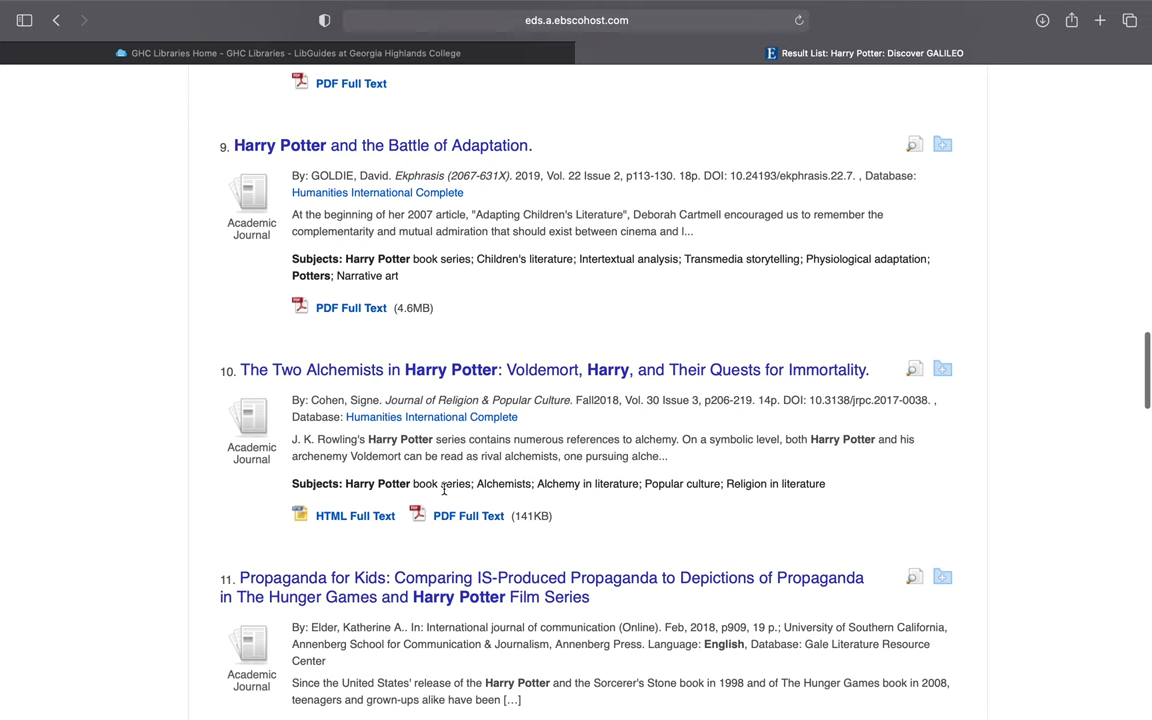 eds.a.ebscohost.com
GHC Libraries Home - GHC Libraries - LibGuides at Georgia Highlands College
E Result List: Harry Potter: Discover GALILEO
PDF Full Text
9. Harry Potter and the Battle of Adaptation.
By: GOLDIE, David. Ekphrasis (2067-631X). 2019, Vol. 22 Issue 2, p113-130. 18p. DOI: 10.24193/ekphrasis.22.7. , Database:
Humanities International Complete
Academic
Journal
At the beginning of her 2007 article, "Adapting Children's Literature", Deborah Cartmell encouraged us to remember the
complementarity and mutual admiration that should exist between cinema and l...
Subjects: Harry Potter book series; Children's literature; Intertextual analysis; Transmedia storytelling; Physiological adaptation;
Potters; Narrative art
PDF Full Text (4.6MB)
10. The Two Alchemists in Harry Potter: Voldemort, Harry, and Their Quests for Immortality.
By: Cohen, Signe. Journal of Religion & Popular Culture. Fall2018, Vol. 30 Issue 3, p206-219. 14p. DOI: 10.3138/jrpc.2017-0038. ,
Database: Humanities International Complete
Academic
Journal
J. K. Rowling's Harry Potter series contains numerous references to alchemy. On a symbolic level, both Harry Potter and his
archenemy Voldemort can be read as rival alchemists, one pursuing alche...
Subjects: Harry Potter book series; Alchemists; Alchemy in literature; Popular culture; Religion in literature
HTML Full Text PDF Full Text (141KB)
11. Propaganda for Kids: Comparing IS-Produced Propaganda to Depictions of Propaganda
in The Hunger Games and Harry Potter Film Series
By: Elder, Katherine A.. In: International journal of communication (Online). Feb, 2018, p909, 19 p.; University of Southern California,
Annenberg School for Communication & Journalism, Annenberg Press. Language: English, Database: Gale Literature Resource
Center
Academic
Journal
Since the United States' release of the Harry Potter and the Sorcerer's Stone book in 1998 and of The Hunger Games book in 2008,
teenagers and grown-ups alike have been [...]